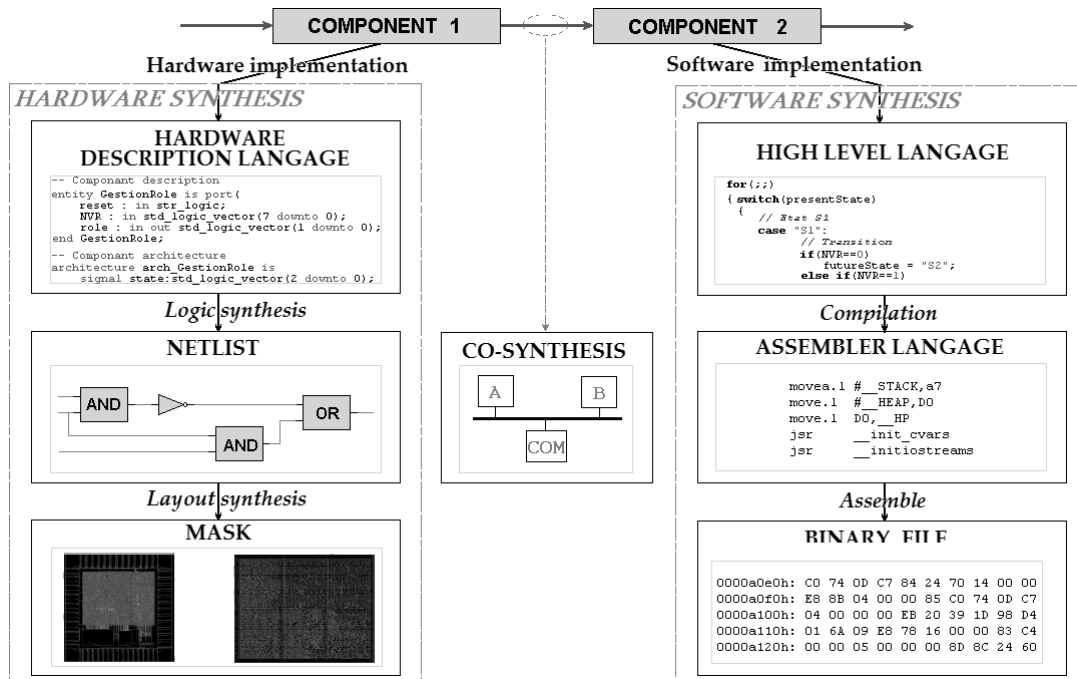 COMPONENT 1
COMPONENT 2
Hardware implementation
Software implementation
HARDWARE SYNTHESIS
HARDWARE
DESCRIPTION LANGAGE
-- Componant description
entity GestionRole is port(
reset : in str_logic;
NVR : in std_logic_vector(7 downto 0);
role : in out std_logic_vector(1 downto 0);
end GestionRole;
-- Componant architecture
architecture arch_GestionRole is
signal state:std_logic_vector(2 downto 0);
Logic synthesis
NETLIST
AND
OR
AND
Layout synthesis
MASK
CO-SYNTHESIS
A
B
COM
SOFTWARE SYNTHESIS
HIGH LEVEL LANGAGE
for(;;)
{ switch(presentState)
{
// Etat S1
case "S1":
// Transition
if(NVR==0)
futureState = "S2";
else if(NVR==1)
Compilation
ASSEMBLER LANGAGE
movea.l #__STACK,a7
move.l #__HEAP,D0
move.l D0,__HP
jsr __init_cvars
jsr __initiostreams
Assemble
BINARY FILE
0000a0e0h: C0 74 0D C7 84 24 70 14 00 00
0000a0f0h: E8 8B 04 00 00 85 C0 74 0D C7
0000a100h: 04 00 00 00 EB 20 39 1D 98 D4
0000a110h: 01 6A 09 E8 78 16 00 00 83 C4
0000a120h: 00 00 05 00 00 00 8D 8C 24 60